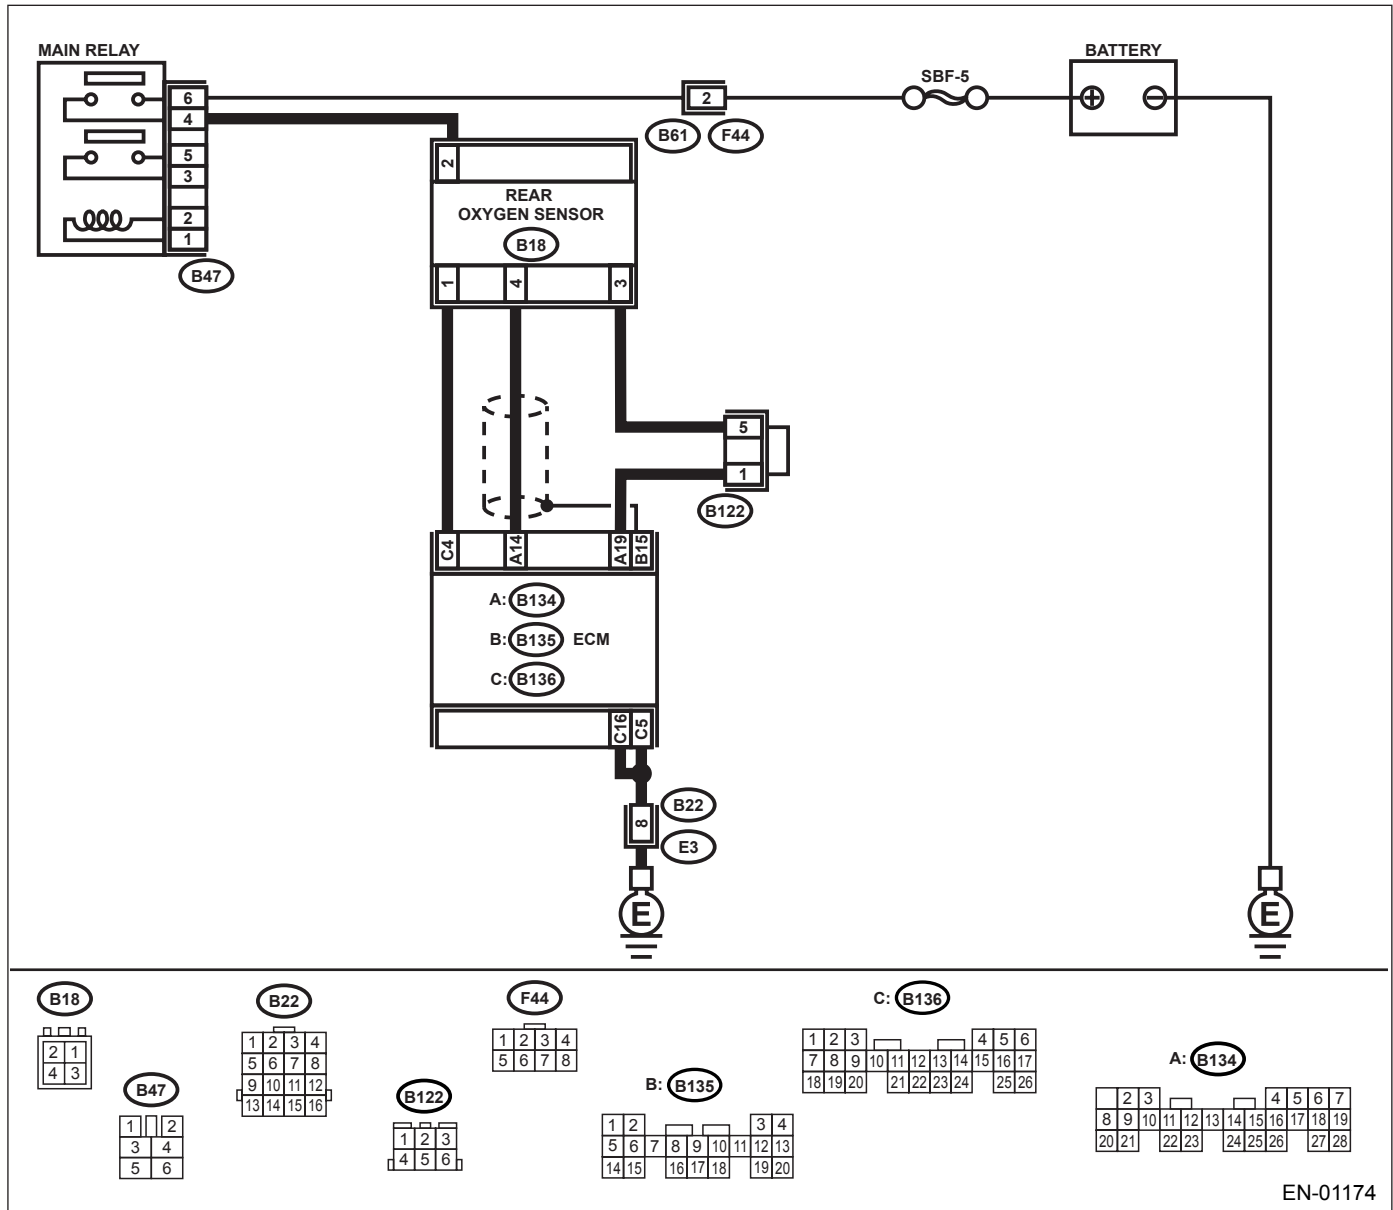 MAIN RELAY
BATTERY
SBF-5
6
4
5
3
2
1
B47
2
B61 F44
2
REAR
OXYGEN SENSOR
B18
1 4 3
5
1
B122
C4 A14 A19 B15
A: B134
B: B135 ECM
C: B136
C16 C5
8
B22
E3
E
E
B18
2 1
4 3
B47
1 2
3 4
5 6
B22
1 2 3 4
5 6 7 8
9 10 11 12
13 14 15 16
B122
1 2 3
4 5 6
F44
1 2 3 4
5 6 7 8
B: B135
1 2 3 4
5 6 7 8 9 10 11 12 13
14 15 16 17 18 19 20
C: B136
1 2 3 4 5 6
7 8 9 10 11 12 13 14 15 16 17
18 19 20 21 22 23 24 25 26
A: B134
2 3 4 5 6 7
8 9 10 11 12 13 14 15 16 17 18 19
20 21 22 23 24 25 26 27 28
EN-01174